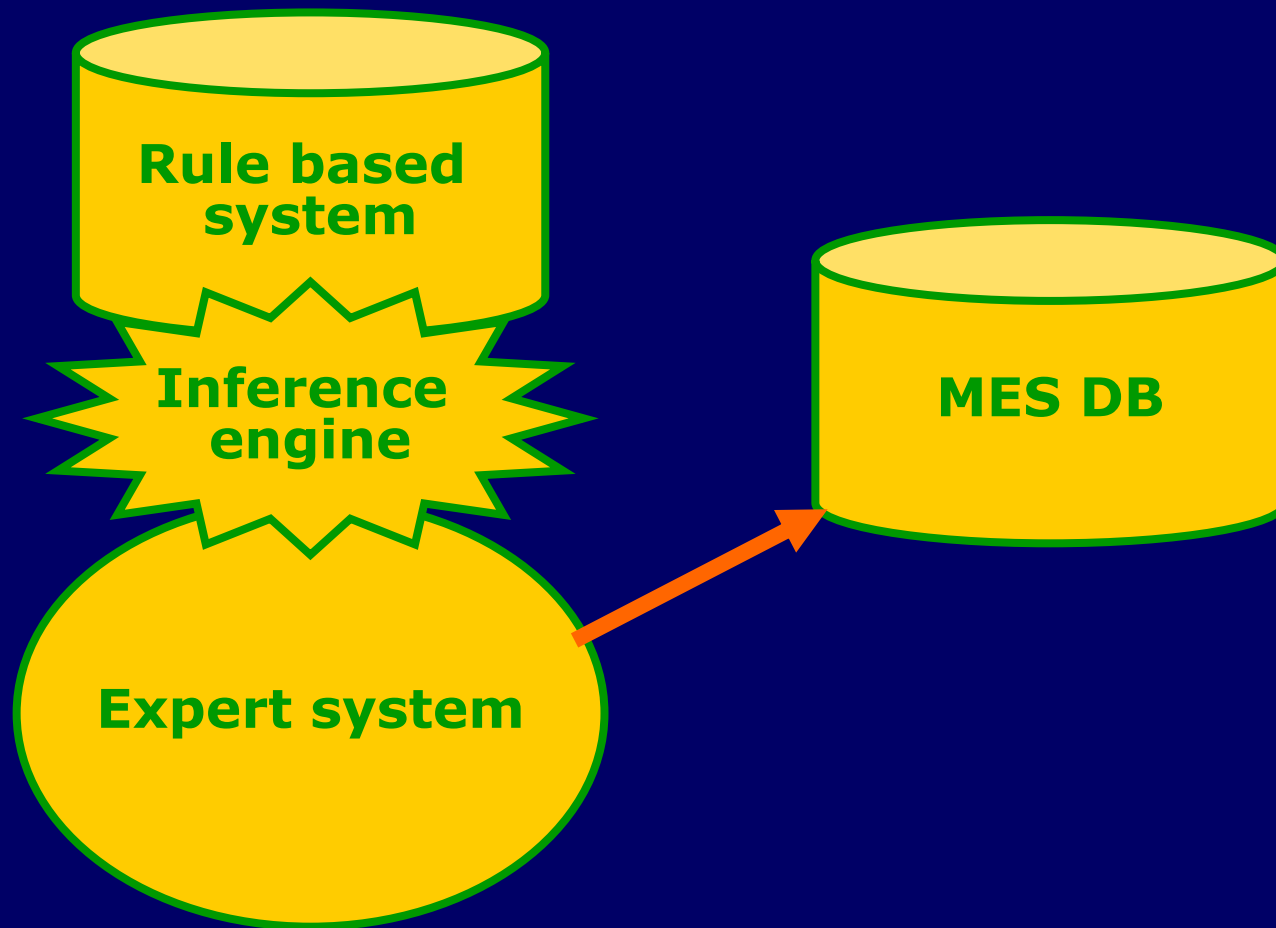 Rule based
system
Inference
engine
MES DB
Expert system